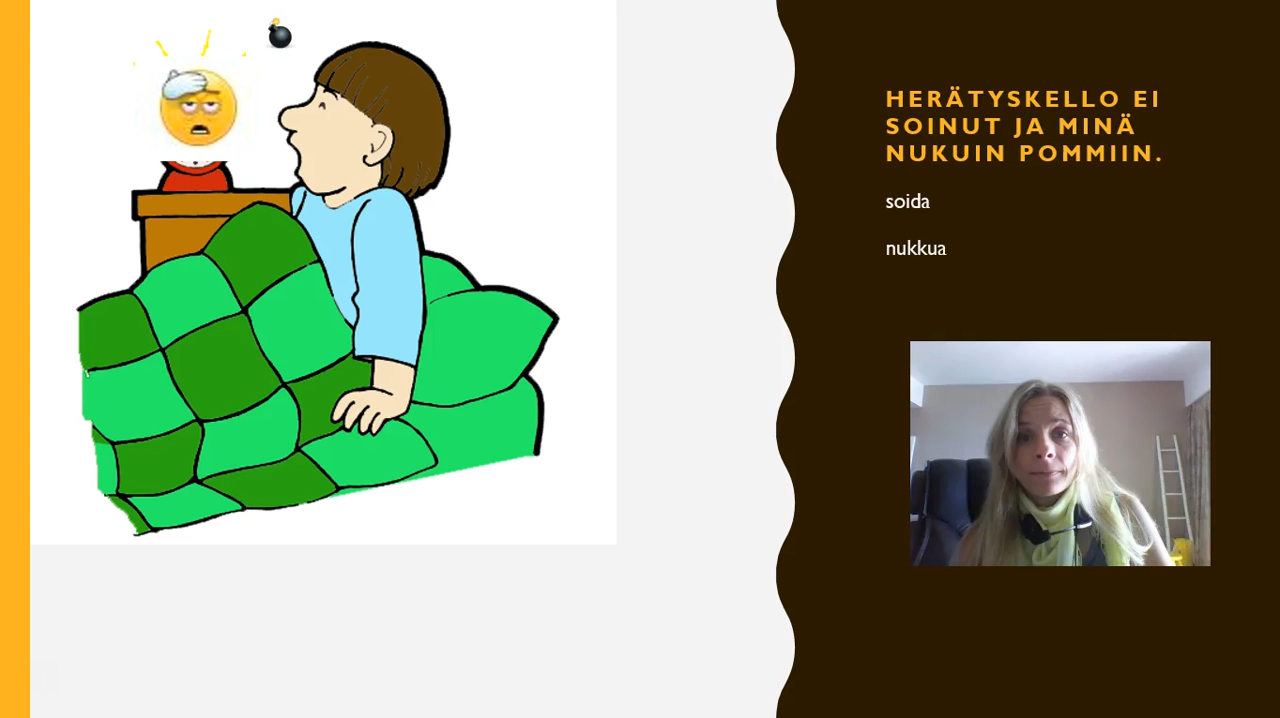 HERÄTYSKELLO EI
SOINUT JA MINÄ
NUKUIN POMMIIN.
soida
nukkua